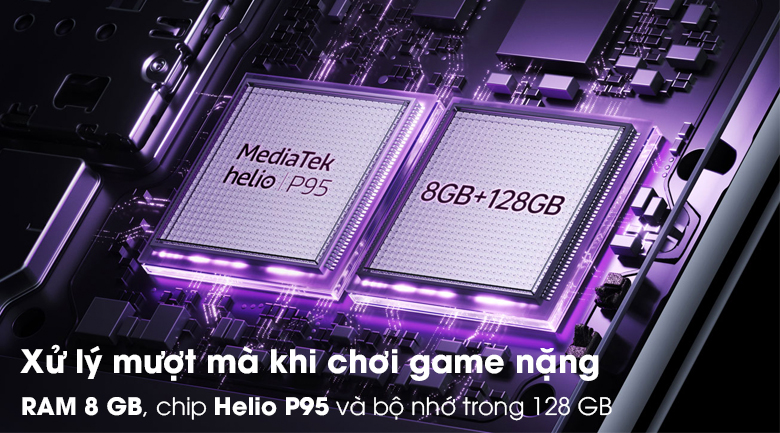 MediaTek
helio | P95
8GB+128GB
Xử lý mượt mà khi chơi game nặng
RAM 8 GB, chip Helio P95 và bộ nhớ trong 128 GB